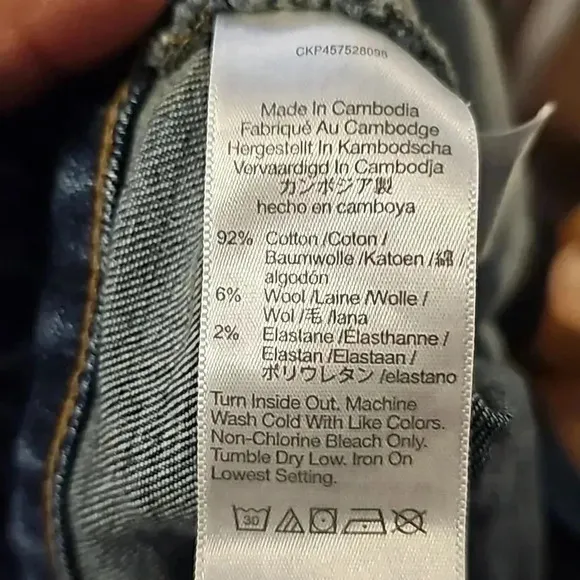 CKP457528098
Made In Cambodia
Fabriqué Au Cambodge
Hergestellt In Kambodscha
Vervaardigd In Cambodja
カンボジア製
hecho en camboya
92% Cotton /Coton /
Baumwolle /Katoen /綿 /
algodón
6% Wool /Laine /Wolle /
Wol /毛 /lana
2% Elastane /Elasthanne /
Elastan /Elastaan /
ポリウレタン /elastano
Turn Inside Out. Machine
Wash Cold With Like Colors.
Non-Chlorine Bleach Only.
Tumble Dry Low. Iron On
Lowest Setting.
30